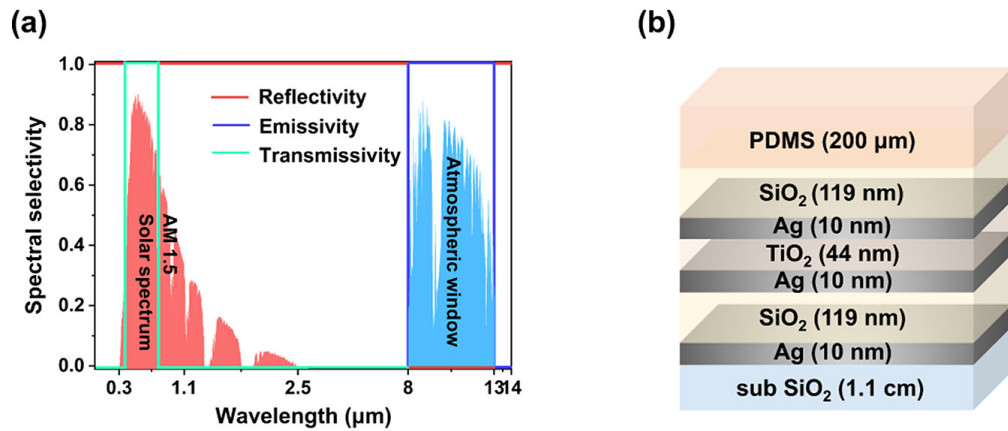 (a)
1.0
0.8
0.6
0.4
0.2
0.0
Spectral selectivity
Reflectivity
Emissivity
Transmissivity
Solar spectrum
AM 1.5
Atmospheric window
0.3
1.1
2.5
8
13
14
Wavelength (μm)
(b)
PDMS (200 μm)
SiO₂ (119 nm)
Ag (10 nm)
TiO₂ (44 nm)
Ag (10 nm)
SiO₂ (119 nm)
Ag (10 nm)
sub SiO₂ (1.1 cm)